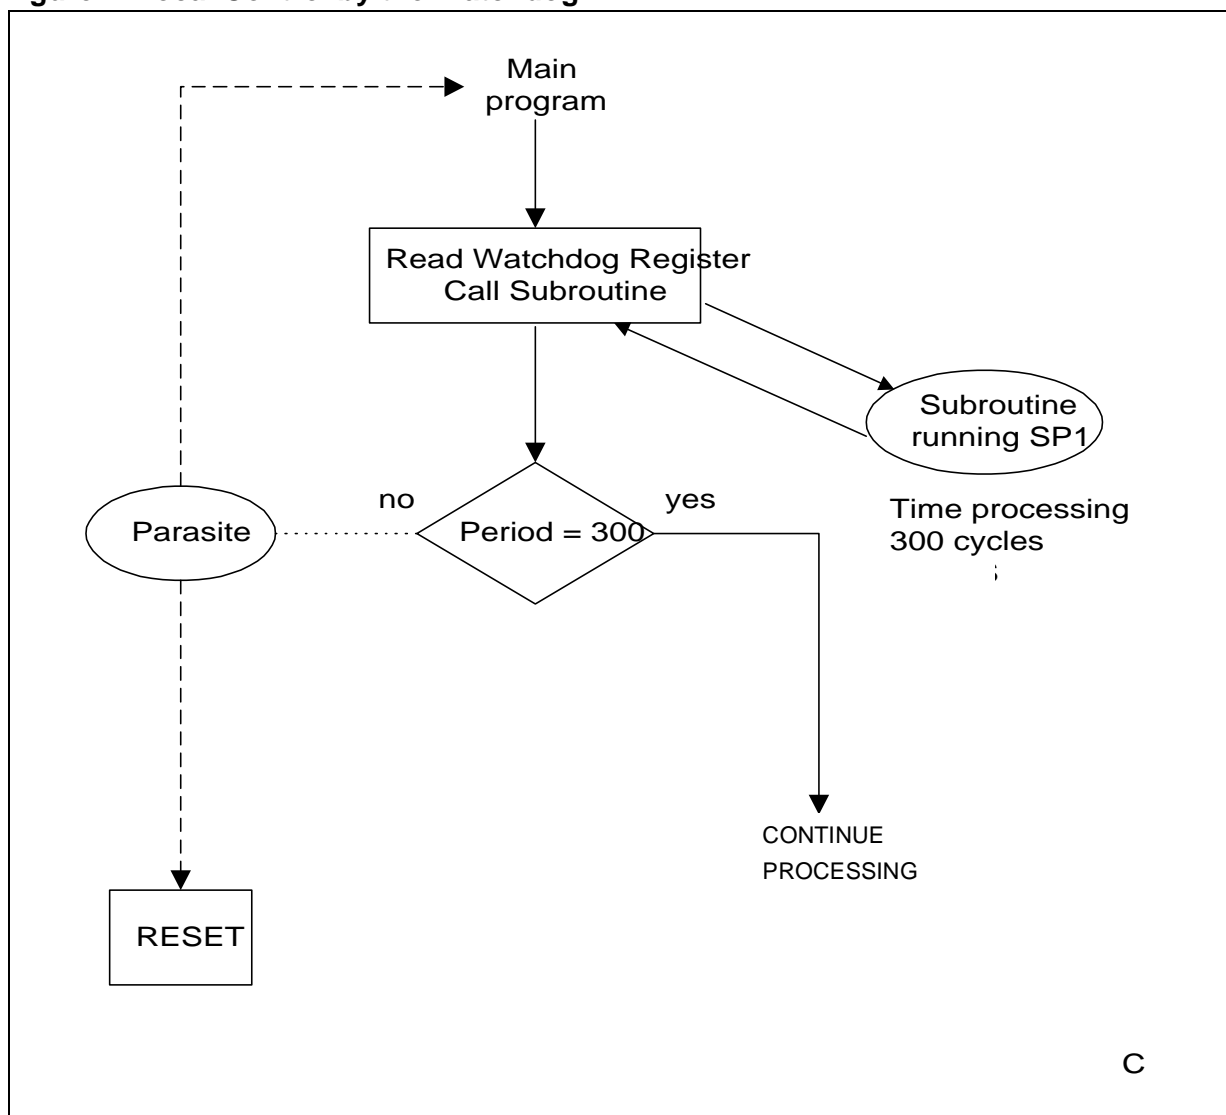 Main
program
Read Watchdog Register
Call Subroutine
Subroutine
running SP1
no
yes
Parasite
Period = 300
Time processing
300 cycles
CONTINUE
PROCESSING
RESET
C